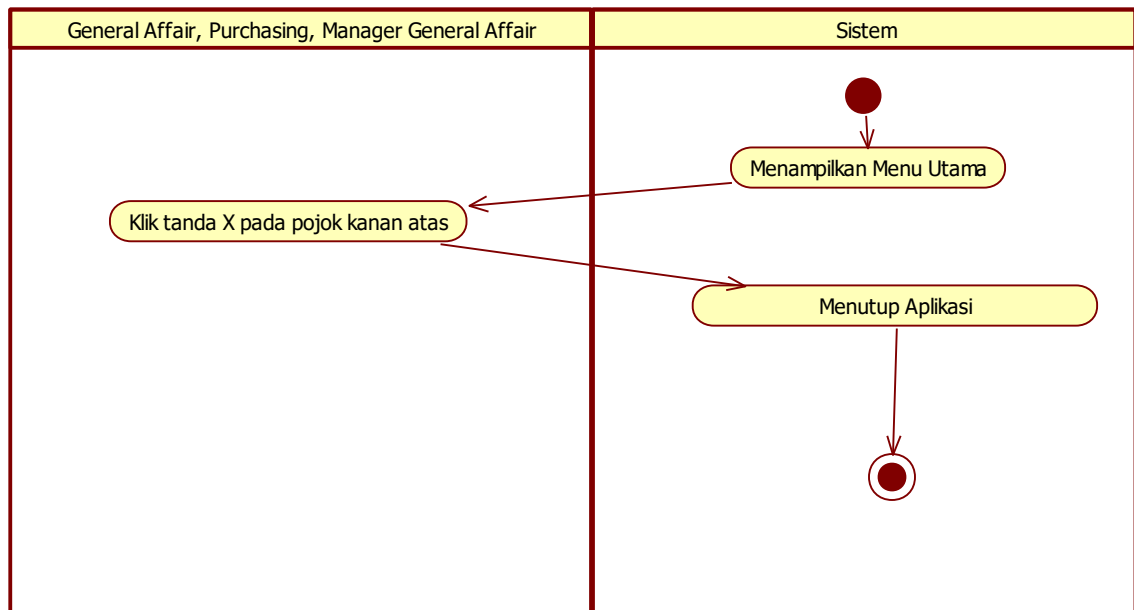 General Affair, Purchasing, Manager General Affair
Sistem
Menampilkan Menu Utama
Klik tanda X pada pojok kanan atas
Menutup Aplikasi